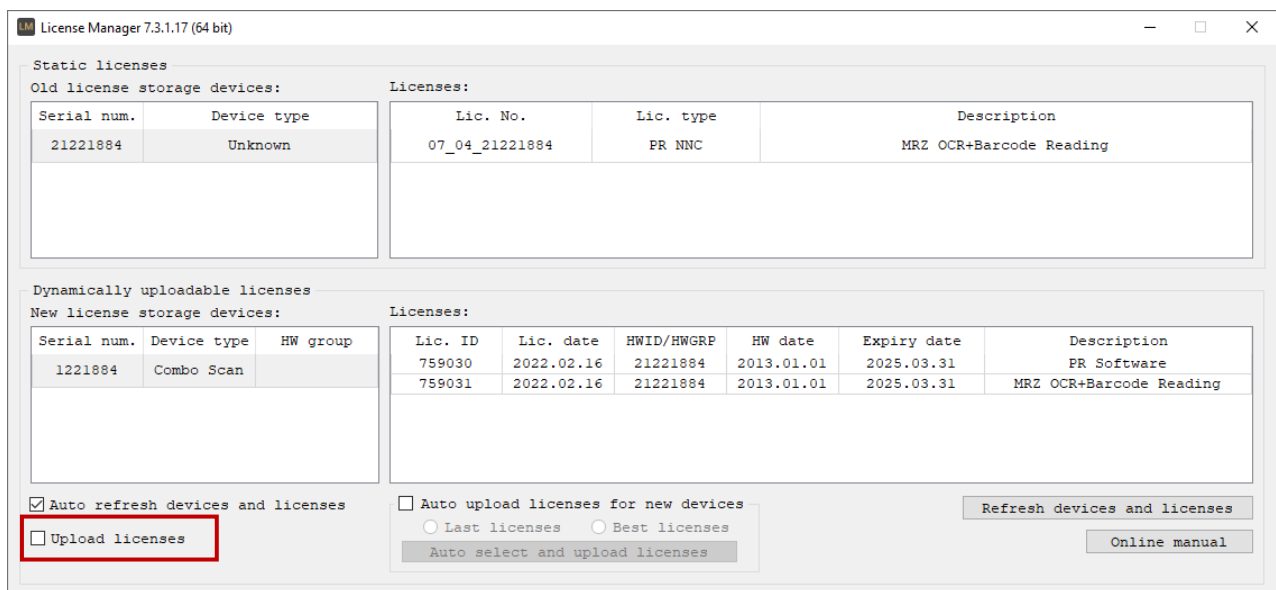 LM License Manager 7.3.1.17 (64 bit)
Static licenses
Old license storage devices:
Licenses:
Serial num. Device type
Lic. No. Lic. type Description
21221884 Unknown
07_04_21221884 PR NNC MRZ OCR+Barcode Reading
Dynamically uploadable licenses
New license storage devices:
Licenses:
Serial num. Device type HW group
Lic. ID Lic. date HWID/HWGRP HW date Expiry date Description
1221884 Combo Scan
759030 2022.02.16 21221884 2013.01.01 2025.03.31 PR Software
759031 2022.02.16 21221884 2013.01.01 2025.03.31 MRZ OCR+Barcode Reading
Auto refresh devices and licenses
Upload licenses
Auto upload licenses for new devices
Last licenses Best licenses
Auto select and upload licenses
Refresh devices and licenses
Online manual